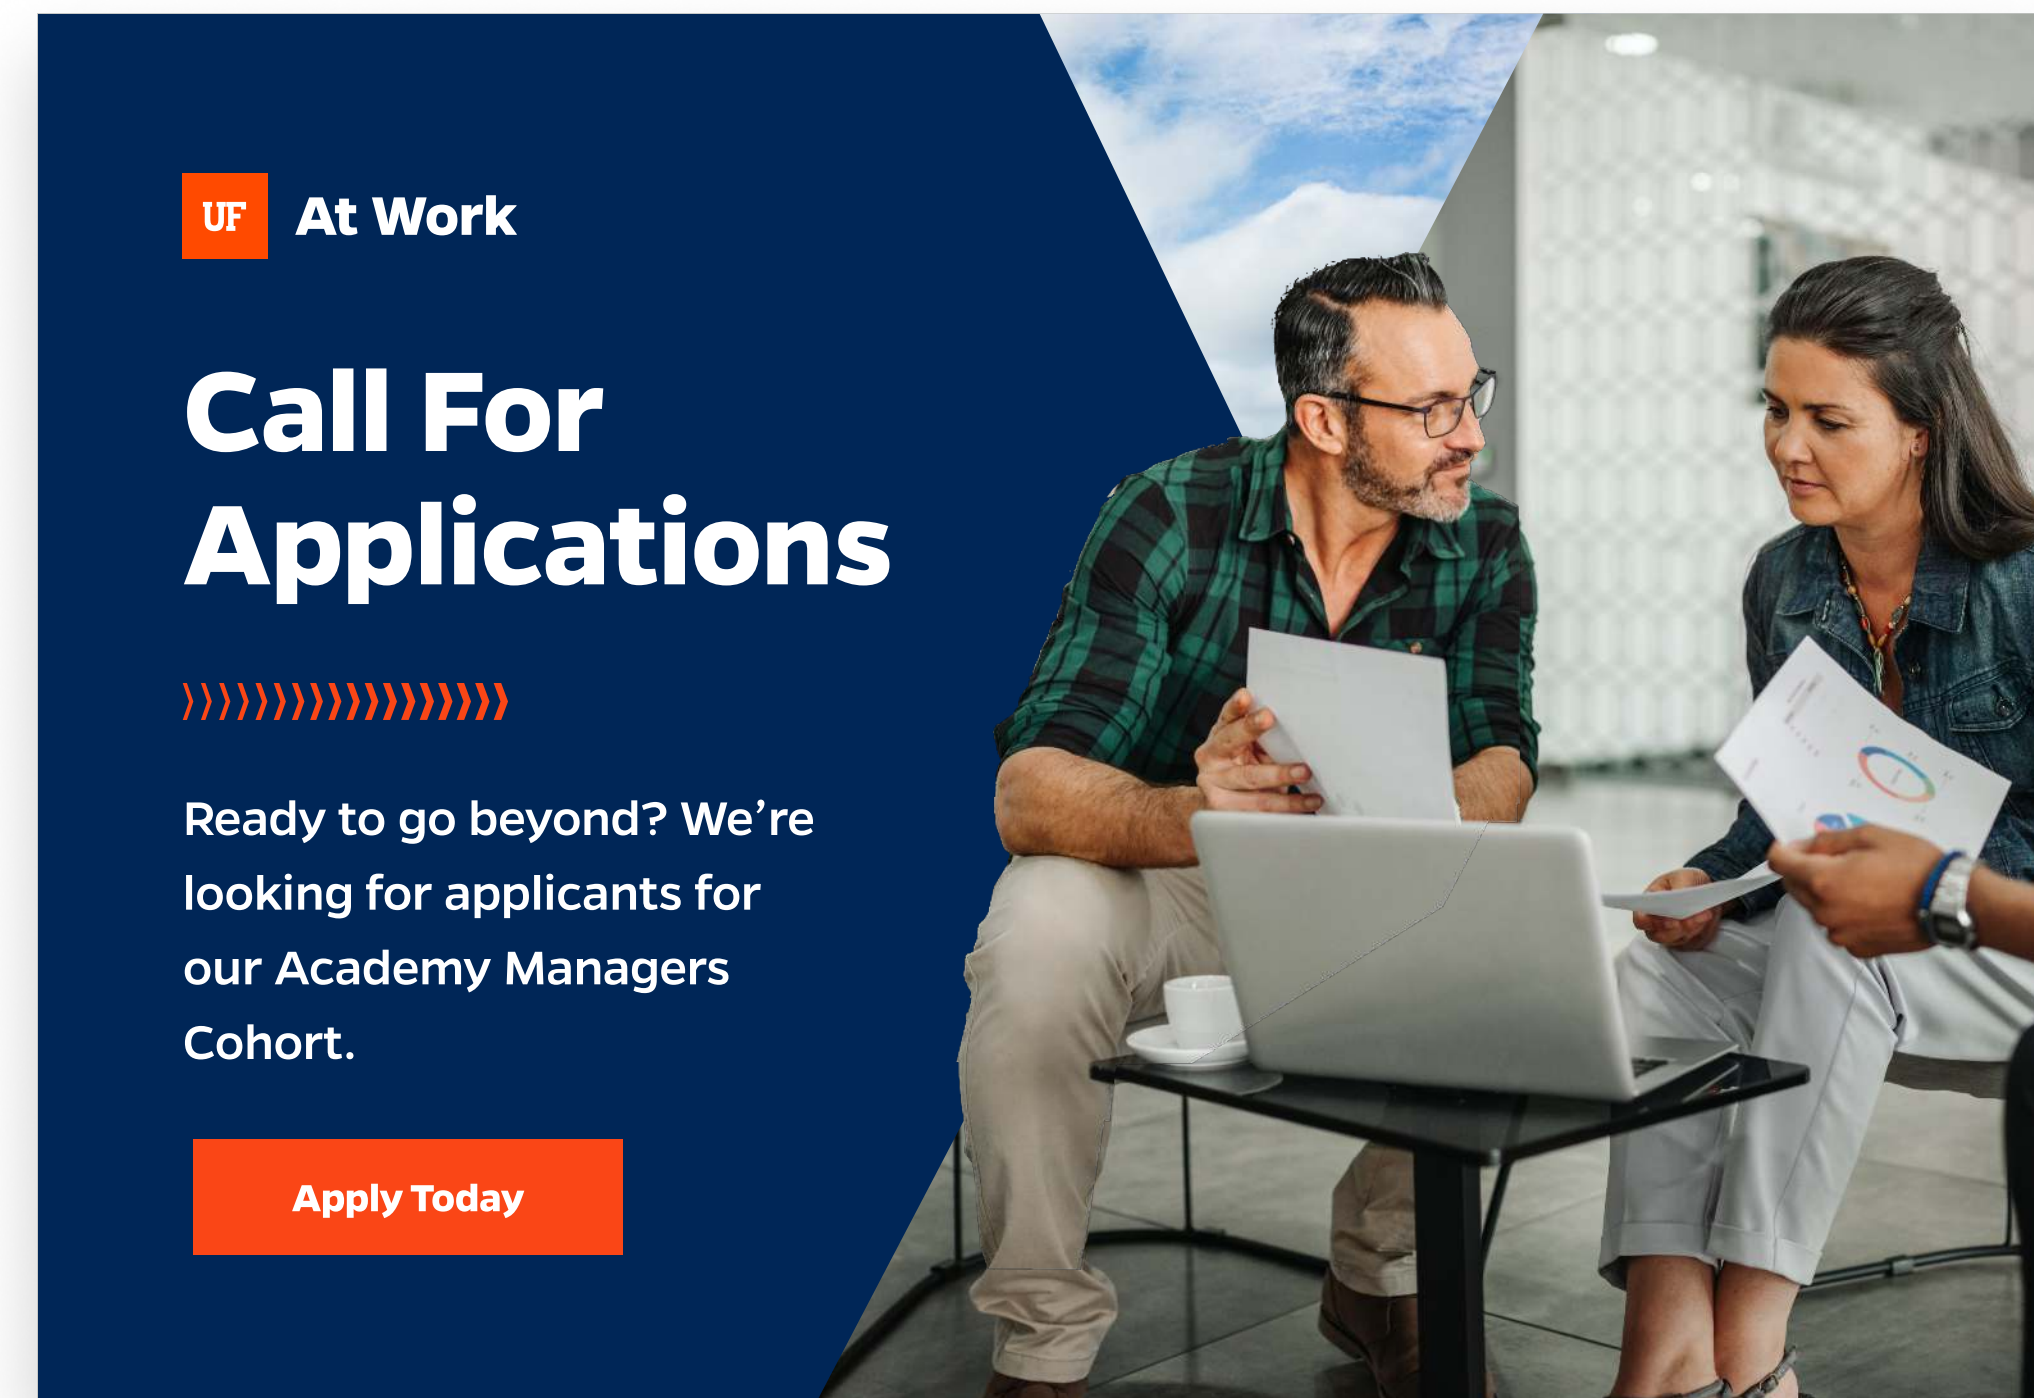 UF At Work
Call For
Applications
Ready to go beyond? We’re
looking for applicants for
our Academy Managers
Cohort.
Apply Today